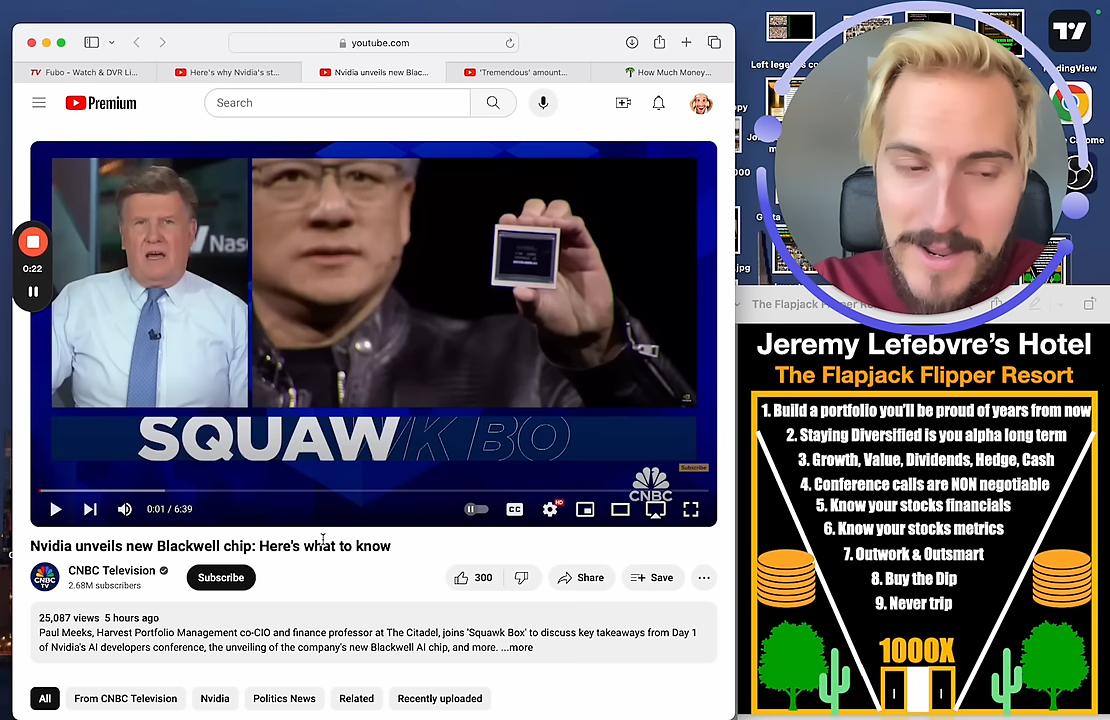 youtube.com
Fubo - Watch & DVR Li...
Here's why Nvidia's st...
Nvidia unveils new Blac...
'Tremendous' amount...
How Much Money...
Premium
Search
0:22
Nas
SQUAWK BO
Subscribe
CNBC
0:01 / 6:39
CC
HD
Nvidia unveils new Blackwell chip: Here's what to know
CNBC Television
2.68M subscribers
Subscribe
300
Share
Save
25,087 views 5 hours ago
Paul Meeks, Harvest Portfolio Management co-CIO and finance professor at The Citadel, joins 'Squawk Box' to discuss key takeaways from Day 1
of Nvidia's AI developers conference, the unveiling of the company's new Blackwell AI chip, and more. ...more
All
From CNBC Television
Nvidia
Politics News
Related
Recently uploaded
The Flapjack
Jeremy Lefebvre's Hotel
The Flapjack Flipper Resort
1. Build a portfolio you'll be proud of years from now
2. Staying Diversified is you alpha long term
3. Growth, Value, Dividends, Hedge, Cash
4. Conference calls are NON negotiable
5. Know your stocks financials
6. Know your stocks metrics
7. Outwork & Outsmart
8. Buy the Dip
9. Never trip
1000X